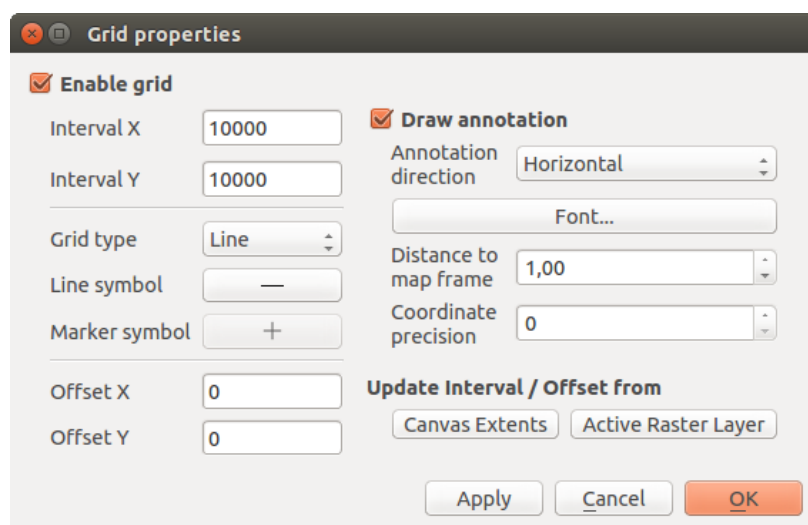 Grid properties
Enable grid
Interval X 10000
Interval Y 10000
Grid type Line
Line symbol
Marker symbol
Offset X 0
Offset Y 0
Draw annotation
Annotation direction Horizontal
Font...
Distance to map frame 1,00
Coordinate precision 0
Update Interval / Offset from
Canvas Extents Active Raster Layer
Apply Cancel OK